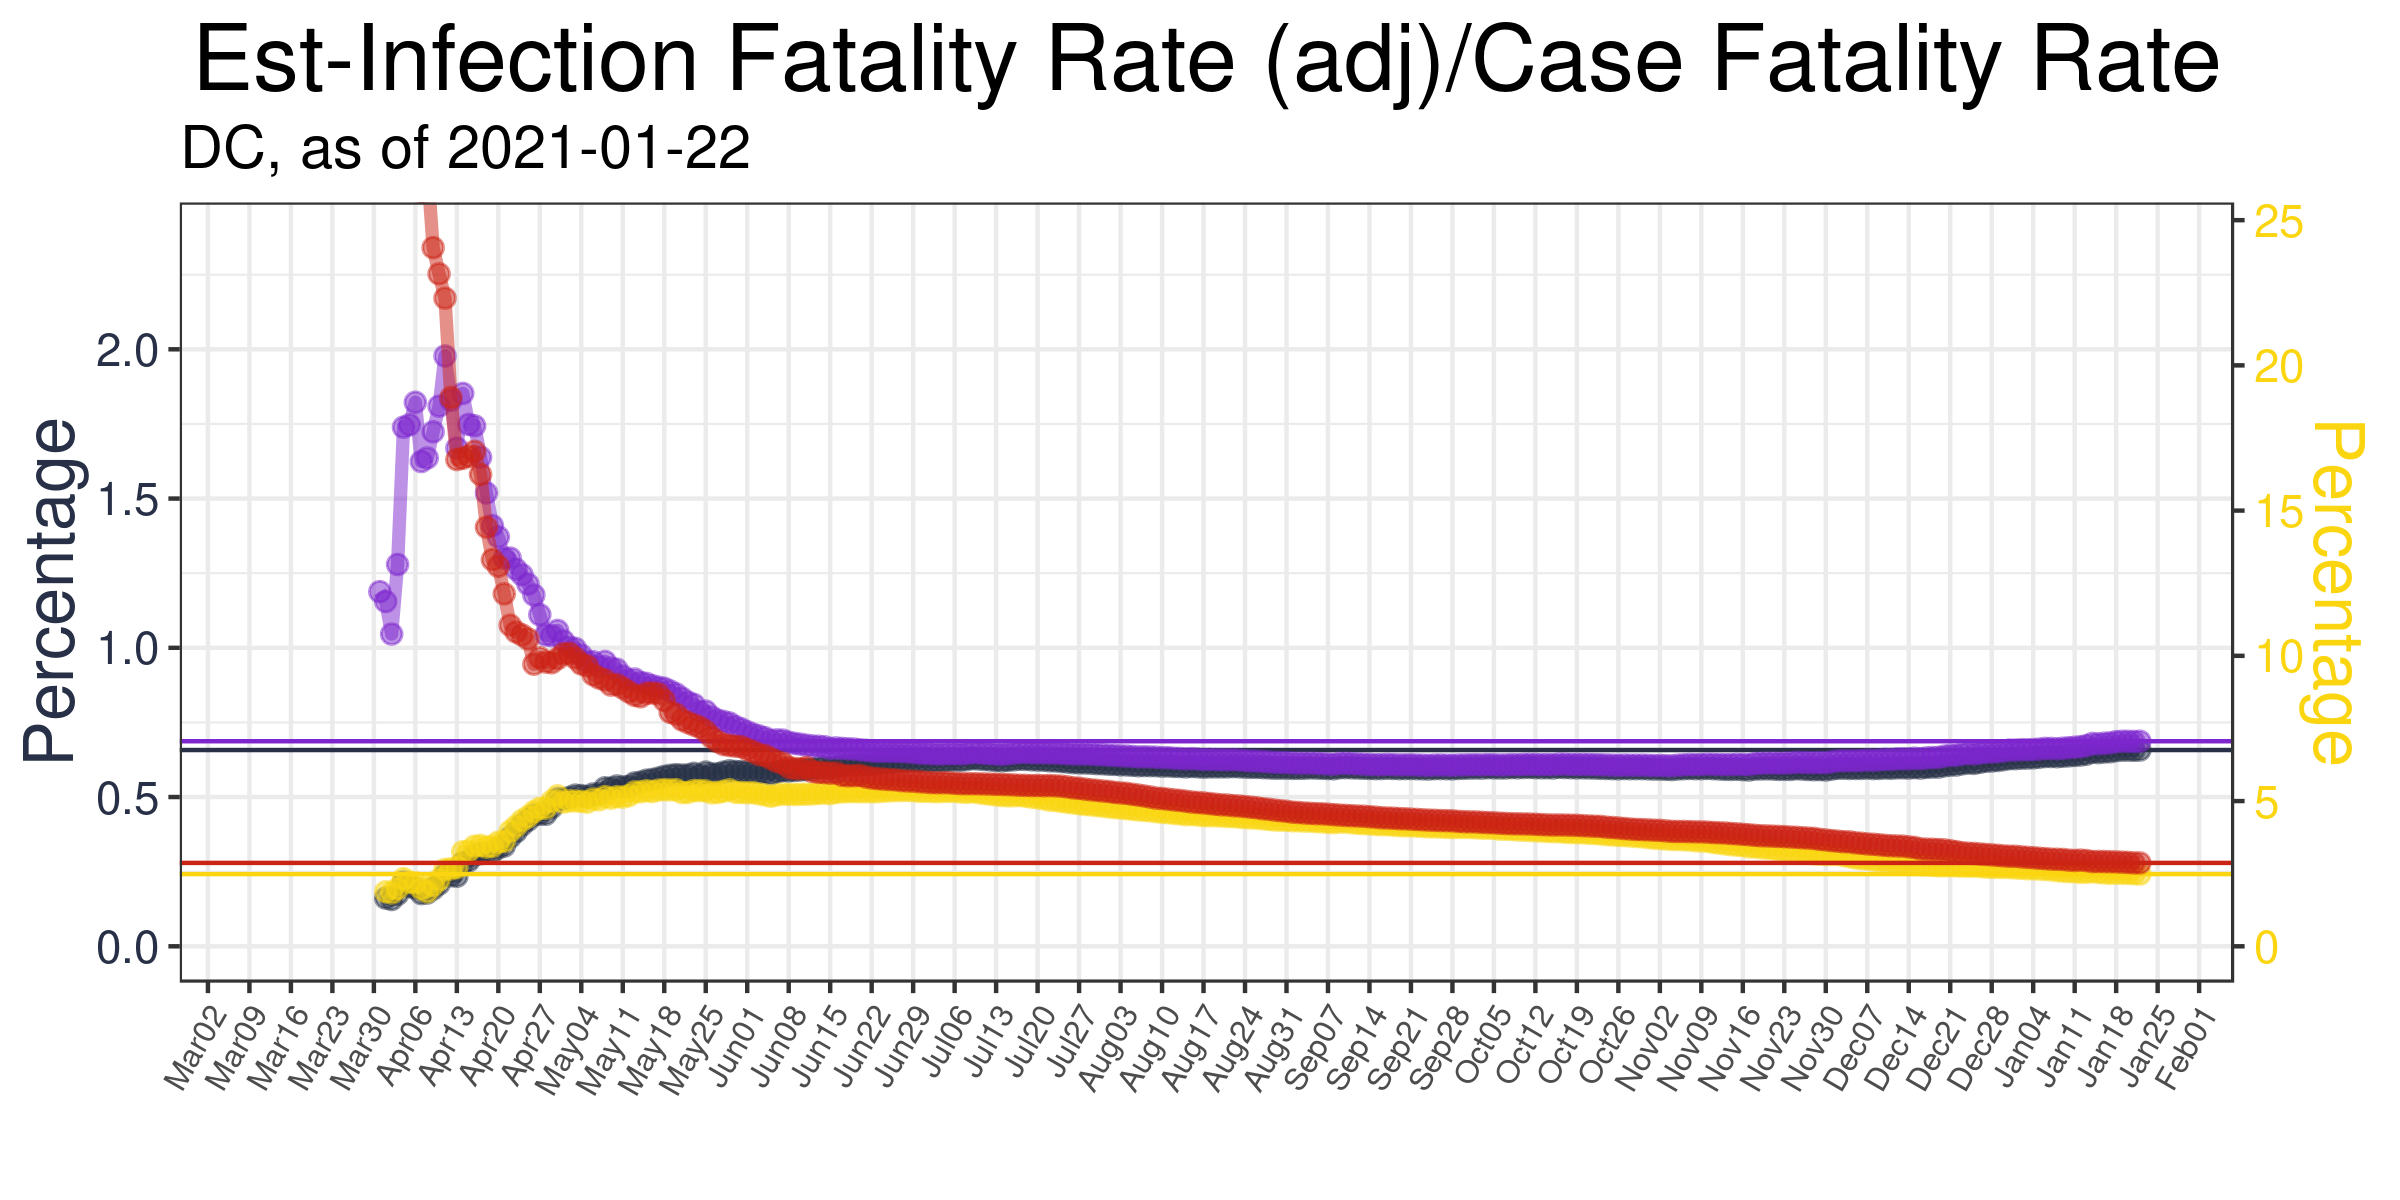 Est-Infection Fatality Rate (adj)/Case Fatality Rate
DC, as of 2021-01-22
Percentage
2.0
1.5
1.0
0.5
0.0
25
20
15
10
5
0
Percentage
Mar02
Mar09
Mar16
Mar23
Mar30
Apr06
Apr13
Apr20
Apr27
May04
May11
May18
May25
Jun01
Jun08
Jun15
Jun22
Jun29
Jul06
Jul13
Jul20
Jul27
Aug03
Aug10
Aug17
Aug24
Aug31
Sep07
Sep14
Sep21
Sep28
Oct05
Oct12
Oct19
Oct26
Nov02
Nov09
Nov16
Nov23
Nov30
Dec07
Dec14
Dec21
Dec28
Jan04
Jan11
Jan18
Jan25
Feb01